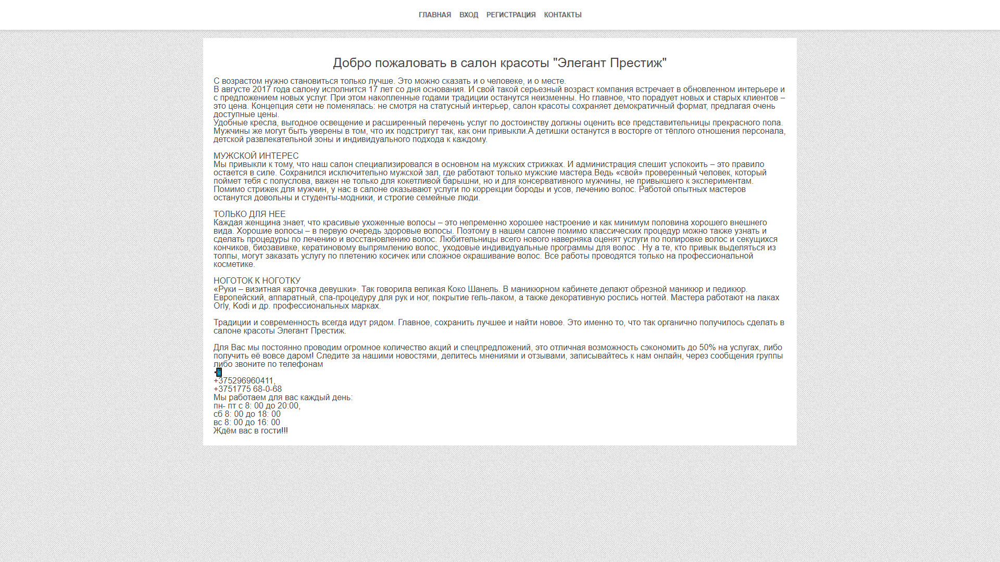 ГЛАВНАЯ ВХОД РЕГИСТРАЦИЯ КОНТАКТЫ
Добро пожаловать в салон красоты "Элегант Престиж"
С возрастом нужно становиться только лучше. Это можно сказать и о человеке, и о месте.
В августе 2017 года салону исполнится 17 лет со дня основания. И свой такой серьезный возраст компания встречает в обновленном интерьере и
с предложением новых услуг. При этом накопленные годами традиции останутся неизменны. Но главное, что порадует новых и старых клиентов –
это цена. Концепция сети не поменялась: не смотря на статусный интерьер, салон красоты сохраняет демократичный формат, предлагая очень
доступные цены.
Удобные кресла, выгодное освещение и расширенный перечень услуг по достоинству должны оценить все представительницы прекрасного пола.
Мужчины же могут быть уверены в том, что их подстригут так, как они привыкли.А детишки останутся в восторге от тёплого отношения персонала,
детской развлекательной зоны и индивидуального подхода к каждому.
МУЖСКОЙ ИНТЕРЕС
Мы привыкли к тому, что наш салон специализировался в основном на мужских стрижках. И администрация спешит успокоить – это правило
остается в силе. Сохранился исключительно мужской зал, где работают только мужские мастера.Ведь «свой» проверенный человек, который
поймет тебя с полуслова, важен не только для кокетливой барышни, но и для консервативного мужчины, не привыкшего к экспериментам.
Помимо стрижек для мужчин, у нас в салоне оказывают услуги по коррекции бороды и усов, лечению волос. Работой опытных мастеров
останутся довольны и студенты-модники, и строгие семейные люди.
ТОЛЬКО ДЛЯ НЕЕ
Каждая женщина знает, что красивые ухоженные волосы – это непременно хорошее настроение и как минимум половина хорошего внешнего
вида. Хорошие волосы – в первую очередь здоровые волосы. Поэтому в нашем салоне помимо классических процедур можно также узнать и
сделать процедуры по лечению и восстановлению волос. Любительницы всего нового наверняка оценят услуги по полировке волос и секущихся
кончиков, биозавивке, кератиновому выпрямлению волос, уходовые индивидуальные программы для волос . Ну а те, кто привык выделяться из
толпы, могут заказать услугу по плетению косичек или сложное окрашивание волос. Все работы проводятся только на профессиональной
косметике.
НОГОТОК К НОГОТКУ
«Руки – визитная карточка девушки». Так говорила великая Коко Шанель. В маникюрном кабинете делают обрезной маникюр и педикюр.
Европейский, аппаратный, спа-процедуру для рук и ног, покрытие гель-лаком, а также декоративную роспись ногтей. Мастера работают на лаках
Orly, Kodi и др. профессиональных марках.
Традиции и современность всегда идут рядом. Главное, сохранить лучшее и найти новое. Это именно то, что так органично получилось сделать в
салоне красоты Элегант Престиж.
Для Вас мы постоянно проводим огромное количество акций и спецпредложений, это отличная возможность сэкономить до 50% на услугах, либо
получить её вовсе даром! Следите за нашими новостями, делитесь мнениями и отзывами, записывайтесь к нам онлайн, через сообщения группы
либо звоните по телефонам
+375296960411,
+3751775 68-0-68
Мы работаем для вас каждый день:
пн- пт с 8: 00 до 20:00,
сб 8: 00 до 18: 00
вс 8: 00 до 16: 00
Ждём вас в гости!!!